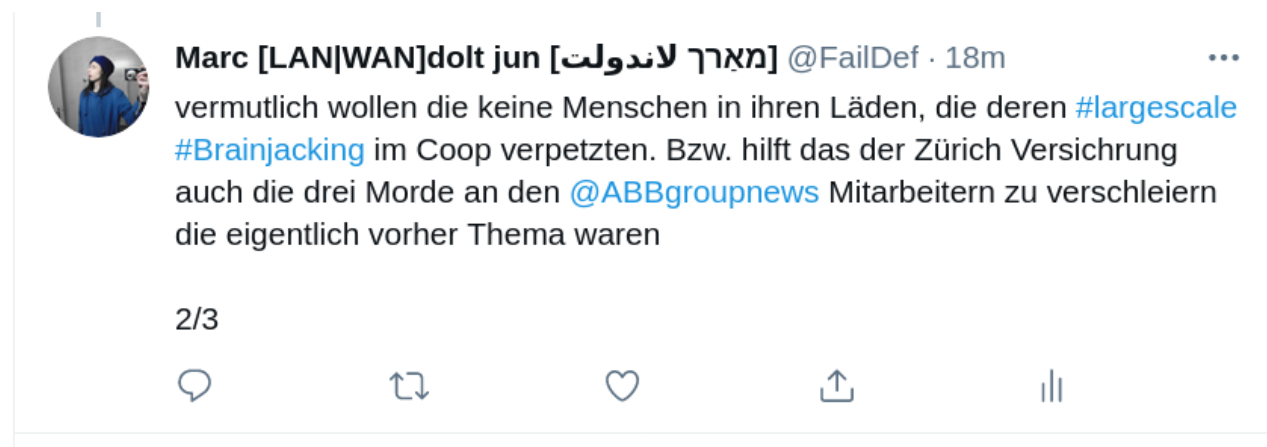 Marc [LAN|WAN]dolt jun [מאַרך لاندولت] @FailDef · 18m
vermutlich wollen die keine Menschen in ihren Läden, die deren #largescale
#Brainjacking im Coop verpetzten. Bzw. hilft das der Zürich Versichrung
auch die drei Morde an den @ABBgroupnews Mitarbeitern zu verschleiern
die eigentlich vorher Thema waren
2/3